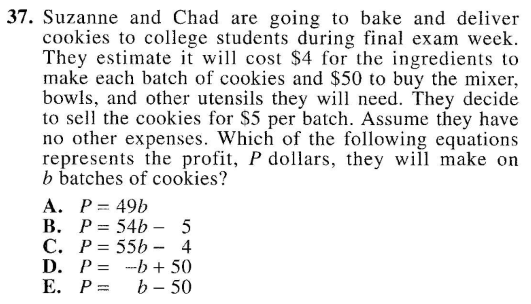 37. Suzanne and Chad are going to bake and deliver
cookies to college students during final exam week.
They estimate it will cost $4 for the ingredients to
make each batch of cookies and $50 to buy the mixer,
bowls, and other utensils they will need. They decide
to sell the cookies for $5 per batch. Assume they have
no other expenses. Which of the following equations
represents the profit, P dollars, they will make on
b batches of cookies?
A. P = 49b
B. P = 54b – 5
C. P = 55b – 4
D. P = –b + 50
E. P = b – 50